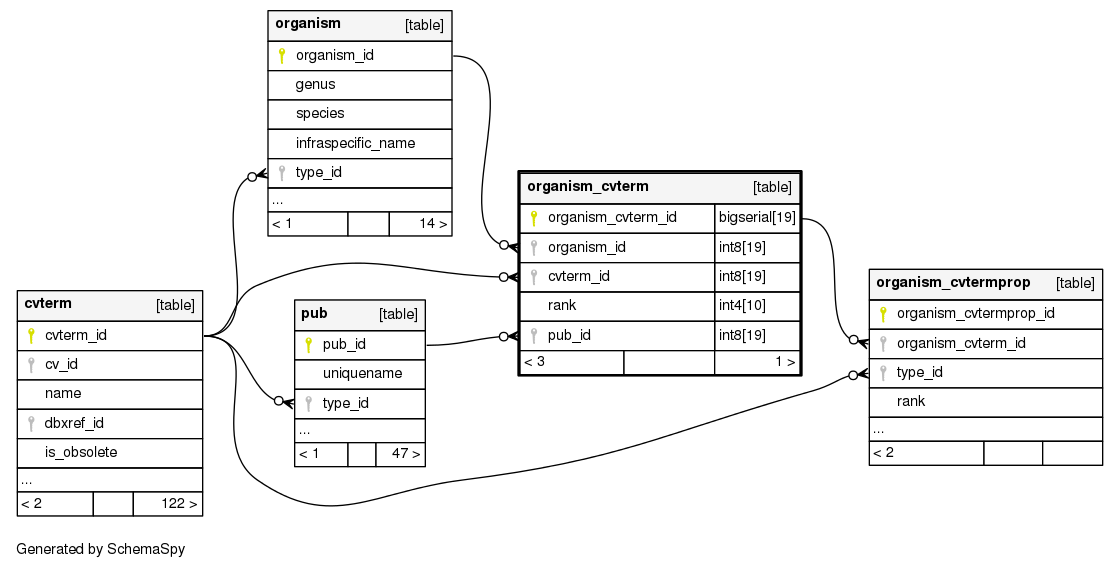 organism [table]
organism_id
genus
species
infraspecific_name
type_id
...
< 1 14 >
organism_cvterm [table]
organism_cvterm_id bigserial[19]
organism_id int8[19]
cvterm_id int8[19]
rank int4[10]
pub_id int8[19]
< 3 1 >
organism_cvtermprop [table]
organism_cvtermprop_id
organism_cvterm_id
type_id
rank
...
< 2
cvterm [table]
cvterm_id
cv_id
name
dbxref_id
is_obsolete
...
< 2 122 >
pub [table]
pub_id
uniquename
type_id
...
< 1 47 >
Generated by SchemaSpy